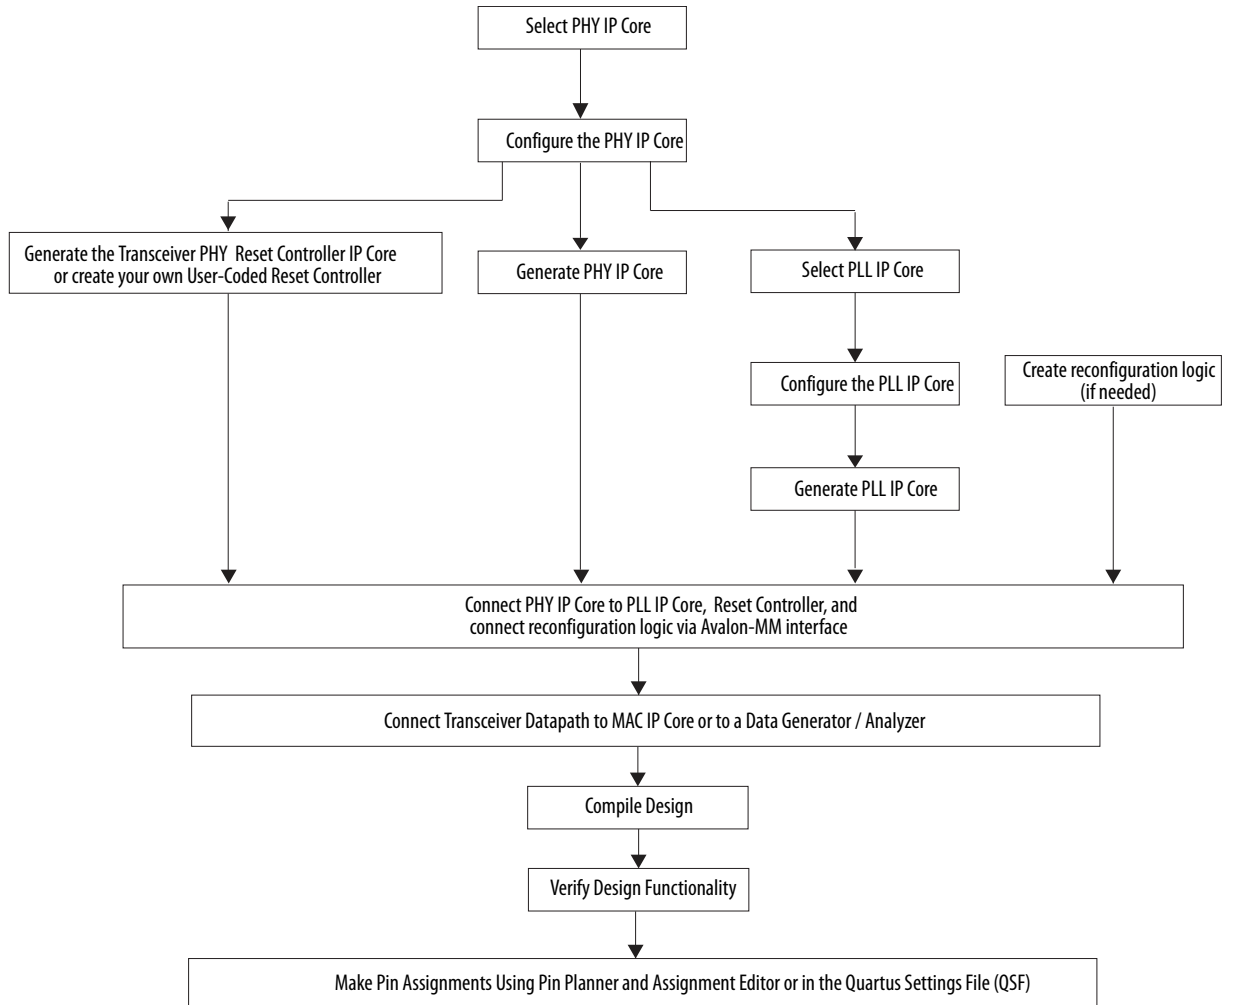 Select PHY IP Core
Configure the PHY IP Core
Generate the Transceiver PHY Reset Controller IP Core
or create your own User-Coded Reset Controller
Generate PHY IP Core
Select PLL IP Core
Configure the PLL IP Core
Create reconfiguration logic
(if needed)
Generate PLL IP Core
Connect PHY IP Core to PLL IP Core, Reset Controller, and
connect reconfiguration logic via Avalon-MM interface
Connect Transceiver Datapath to MAC IP Core or to a Data Generator / Analyzer
Compile Design
Verify Design Functionality
Make Pin Assignments Using Pin Planner and Assignment Editor or in the Quartus Settings File (QSF)